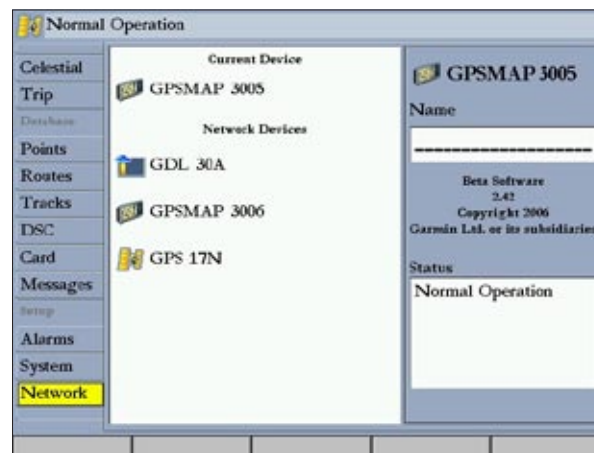 Normal Operation
Celestial
Trip
Database
Points
Routes
Tracks
DSC
Card
Messages
Setup
Alarms
System
Network
Current Device
GPSMAP 3005
Network Devices
GDL 30A
GPSMAP 3006
GPS 17N
GPSMAP 3005
Name
--------------------
Beta Software
2.42
Copyright 2006
Garmin Ltd. or its subsidiaries
Status
Normal Operation